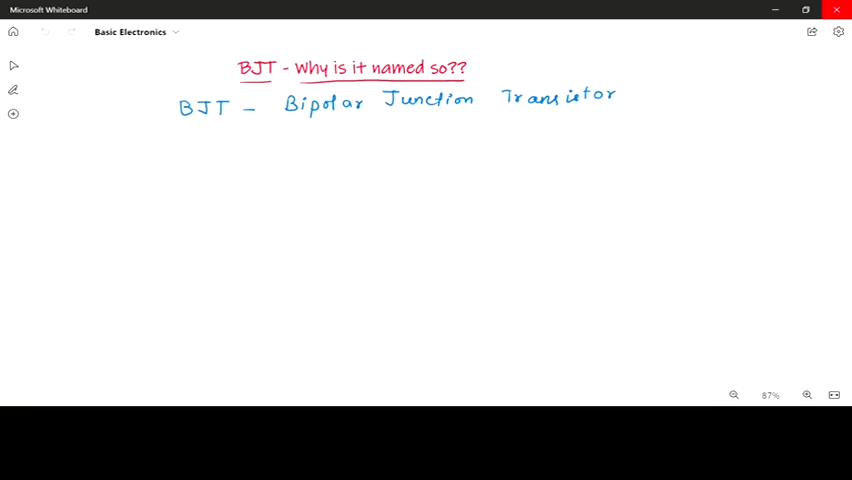 Microsoft Whiteboard
Basic Electronics
BJT - Why is it named so??
BJT - Bipolar Junction Transistor
87%